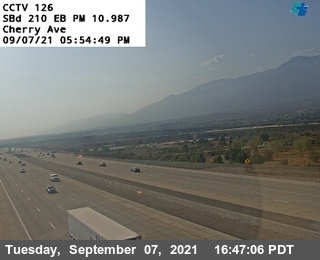 CCTV 126
SBd 210 EB PM 10.987
Cherry Ave
09/07/21 05:54:49 PM
Tuesday, September 07, 2021 16:47:06 PDT